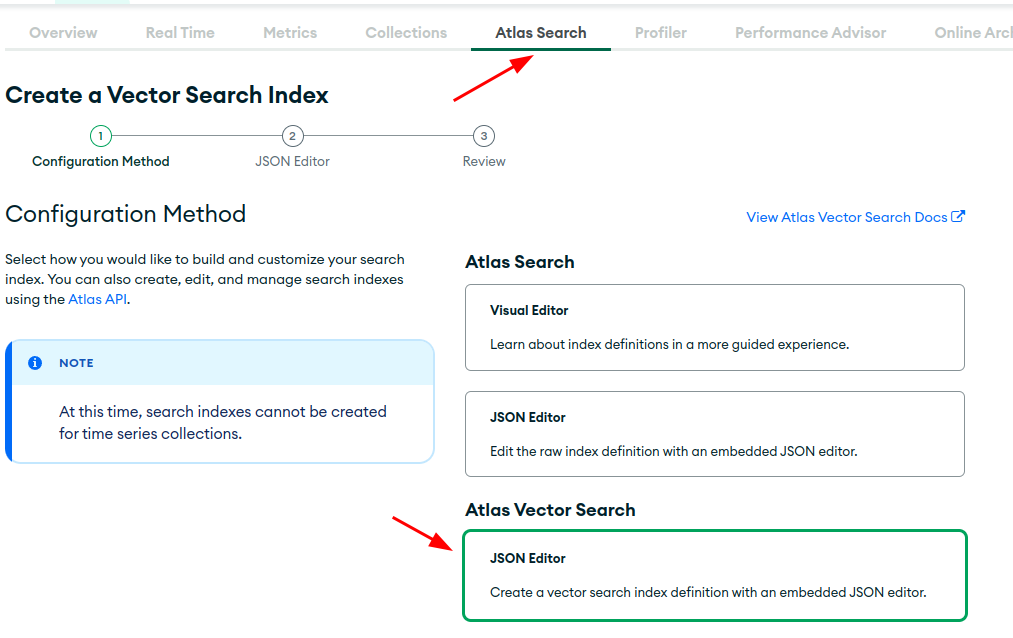 Overview Real Time Metrics Collections Atlas Search Profiler Performance Advisor Online Arcl
Create a Vector Search Index
1 2 3
Configuration Method JSON Editor Review
Configuration Method
View Atlas Vector Search Docs
Select how you would like to build and customize your search
index. You can also create, edit, and manage search indexes
using the Atlas API.
NOTE
At this time, search indexes cannot be created
for time series collections.
Atlas Search
Visual Editor
Learn about index definitions in a more guided experience.
JSON Editor
Edit the raw index definition with an embedded JSON editor.
Atlas Vector Search
JSON Editor
Create a vector search index definition with an embedded JSON editor.